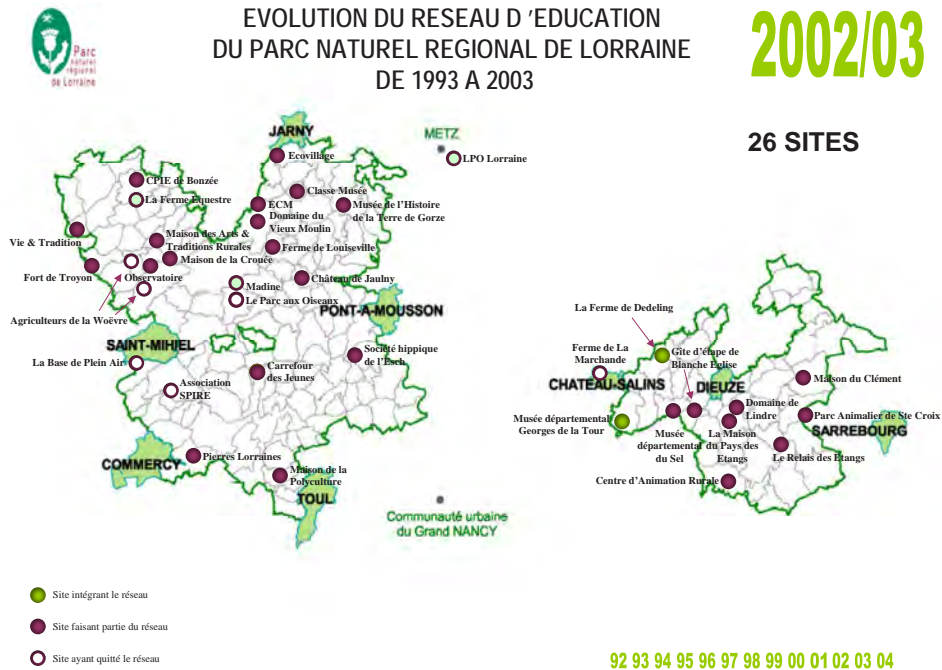 Parc
naturel
régional
de Lorraine
EVOLUTION DU RESEAU D ’EDUCATION
DU PARC NATUREL REGIONAL DE LORRAINE
DE 1993 A 2003
2002/03
26 SITES
JARNY
METZ
LPO Lorraine
Ecovillage
CPIE de Bonzée
La Ferme Equestre
Classe Musée
ECM
Musée de l’Histoire
de la Terre de Gorze
Domaine du
Vieux Moulin
Vie & Tradition
Maison des Arts &
Traditions Rurales
Ferme de Louiseville
Maison de la Crouée
Fort de Troyon
Observatoire
Château de Jaulny
Madine
Le Parc aux Oiseaux
Agriculteurs de la Woëvre
PONT-A-MOUSSON
SAINT-MIHIEL
La Base de Plein Air
Société hippique
de l’Esch
Carrefour
des Jeunes
Association
SPIRE
COMMERCY
Pierres Lorraines
Maison de la
Polyculture
TOUL
Communauté urbaine
du Grand NANCY
La Ferme de Dedeling
Ferme de La
Marchande
Gîte d’étape de
Blanche Eglise
CHATEAU-SALINS
DIEUZE
Maison du Clément
Musée départemental
Georges de la Tour
Domaine de
Lindre
Parc Animalier de Ste Croix
SARREBOURG
Musée
départemental
du Sel
La Maison
du Pays des
Etangs
Le Relais des Etangs
Centre d’Animation Rurale
Site intégrant le réseau
Site faisant partie du réseau
Site ayant quitté le réseau
92 93 94 95 96 97 98 99 00 01 02 03 04